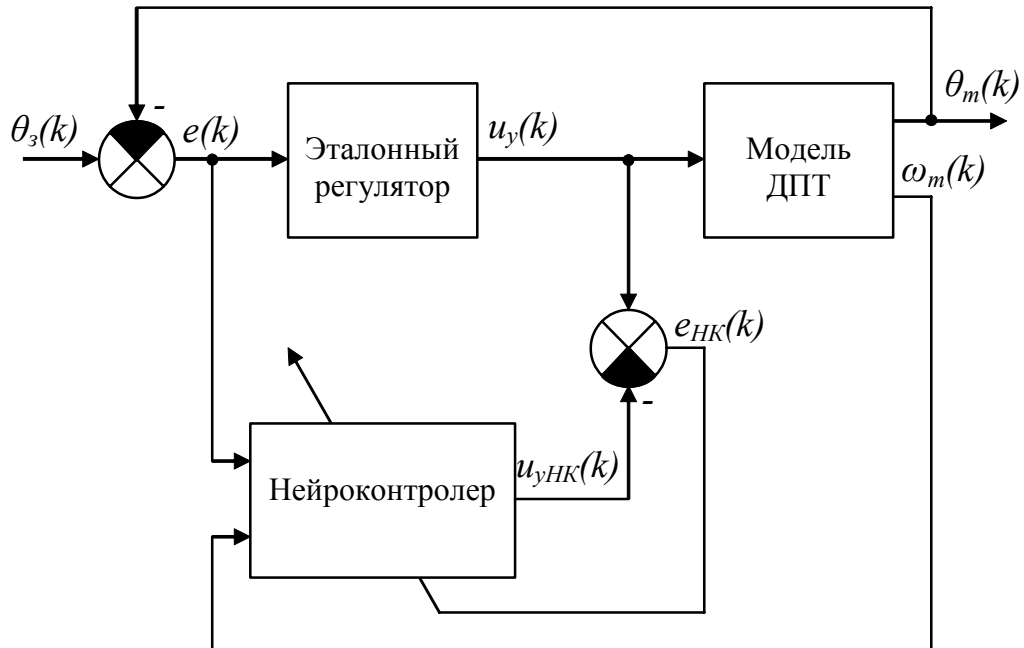 θз(k)
-
e(k)
Эталонный
регулятор
uу(k)
Модель
ДПТ
θm(k)
ωm(k)
eНК(k)
-
Нейроконтролер
uуНК(k)